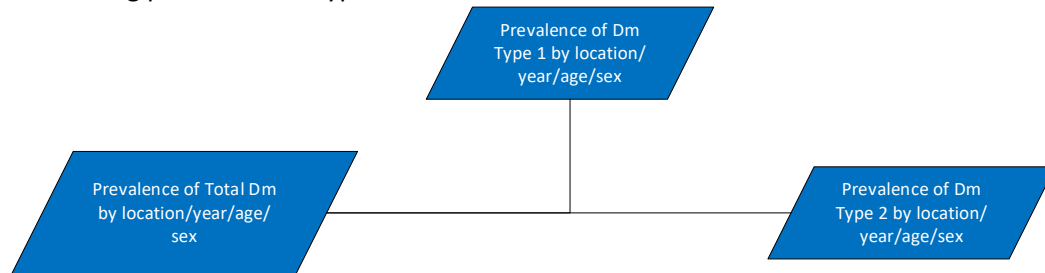 Prevalence of Dm
Type 1 by location/
year/age/sex
Prevalence of Total Dm
by location/year/age/
sex
Prevalence of Dm
Type 2 by location/
year/age/sex